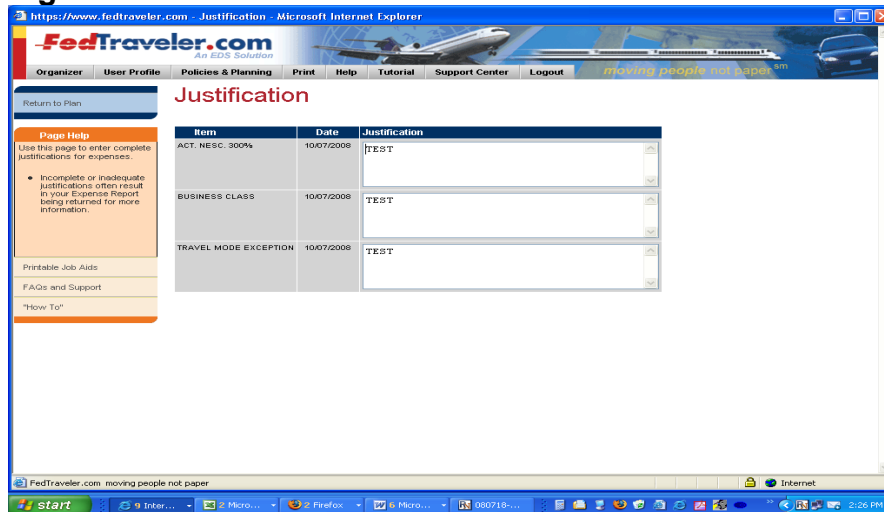 https://www.fedtraveler.com - Justification - Microsoft Internet Explorer
FedTraveler.com
An EDS Solution
moving people not paper sm
Organizer User Profile Policies & Planning Print Help Tutorial Support Center Logout
Return to Plan
Justification
Page Help
Use this page to enter complete
justifications for expenses.
• Incomplete or inadequate
justifications often result
in your Expense Report
being returned for more
information.
Printable Job Aids
FAQs and Support
"How To"
Item Date Justification
ACT. NESC. 300% 10/07/2008 TEST
BUSINESS CLASS 10/07/2008 TEST
TRAVEL MODE EXCEPTION 10/07/2008 TEST
FedTraveler.com moving people not paper
Internet
start 9 Inter... 2 Micro... 2 Firefox 6 Micro... 080718-... 2:26 PM